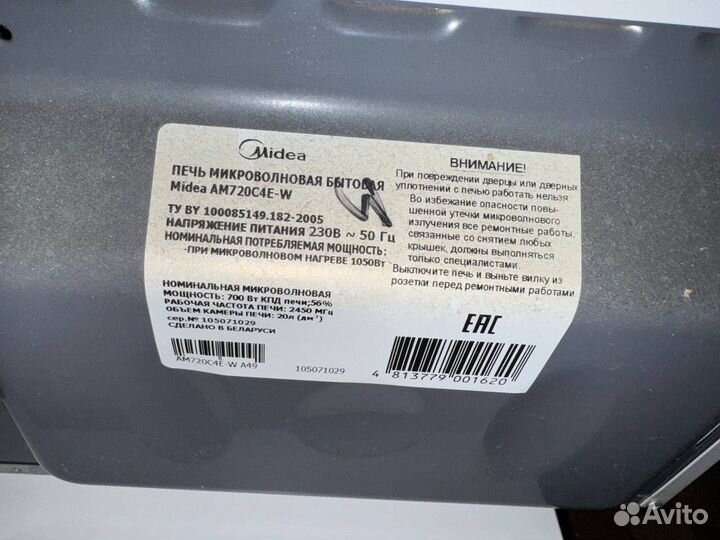 Midea
ПЕЧЬ МИКРОВОЛНОВАЯ БЫТОВАЯ
Midea AM720C4E-W
ТУ BY 100085149.182-2005
НАПРЯЖЕНИЕ ПИТАНИЯ 230В ~ 50 Гц
НОМИНАЛЬНАЯ ПОТРЕБЛЯЕМАЯ МОЩНОСТЬ:
-ПРИ МИКРОВОЛНОВОМ НАГРЕВЕ 1050Вт
НОМИНАЛЬНАЯ МИКРОВОЛНОВАЯ
МОЩНОСТЬ: 700 Вт КПД печи;56%
РАБОЧАЯ ЧАСТОТА ПЕЧИ: 2450 МГц
ОБЪЕМ КАМЕРЫ ПЕЧИ: 20л (дм³)
сер.№ 105071029
СДЕЛАНО В БЕЛАРУСИ
AM720C4E-W A49
105071029
ВНИМАНИЕ!
При повреждении дверцы или дверных
уплотнений с печью работать нельзя
Во избежание опасности повы-
шенной утечки микроволнового
излучения все ремонтные работы
связанные со снятием любых
крышек, должны выполняться
только специалистами.
Выключите печь и выньте вилку из
розетки перед ремонтными работами
EAC
4 813779 001620
Avito